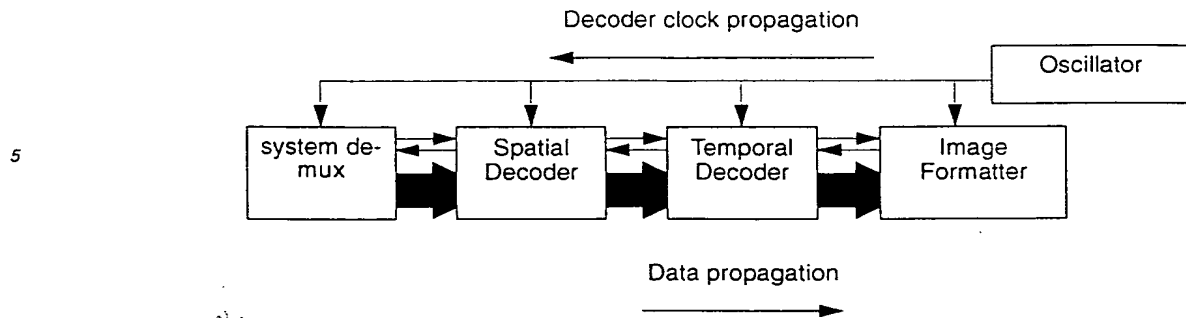 Decoder clock propagation
Oscillator
5
system de-
mux
Spatial
Decoder
Temporal
Decoder
Image
Formatter
Data propagation